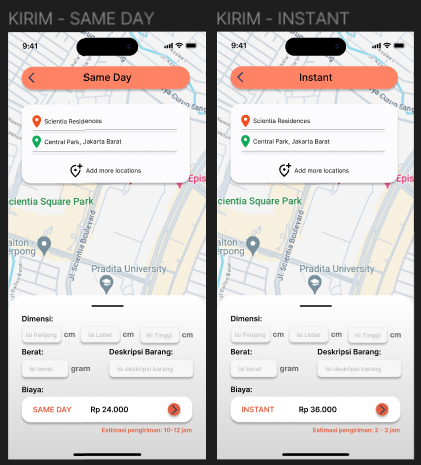 KIRIM - SAME DAY
9:41
Same Day
Scientia Residences
Central Park, Jakarta Barat
Add more locations
Epis
cientia Square Park
Jl. Scientia Boulevard
alton
erpong
Pradita University
Dimensi:
Isi Panjang cm Isi Lebar cm Isi Tinggi cm
Berat: Deskripsi Barang:
Isi berat gram Isi deskripsi barang
Biaya:
SAME DAY Rp 24.000
Estimasi pengiriman: 10-12 jam
KIRIM - INSTANT
9:41
Instant
Scientia Residences
Central Park, Jakarta Barat
Add more locations
Epis
cientia Square Park
Jl. Scientia Boulevard
alton
erpong
Pradita University
Dimensi:
Isi Panjang cm Isi Lebar cm Isi Tinggi cm
Berat: Deskripsi Barang:
Isi berat gram Isi deskripsi barang
Biaya:
INSTANT Rp 36.000
Estimasi pengiriman: 2 - 3 jam